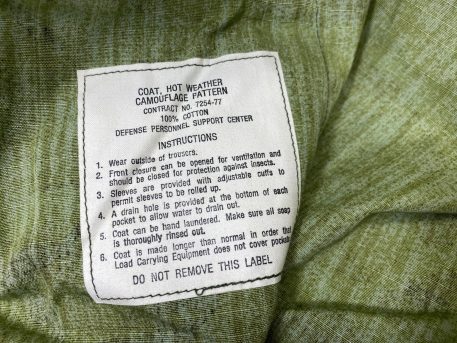 COAT, HOT WEATHER
CAMOUFLAGE PATTERN
CONTRACT NO. 7254-77
100% COTTON
DEFENSE PERSONNEL SUPPORT CENTER
INSTRUCTIONS
1. Wear outside of trousers.
2. Front closure can be opened for ventilation and
should be closed for protection against insects.
3. Sleeves are provided with adjustable cuffs to
permit sleeves to be rolled up.
4. A drain hole is provided at the bottom of each
pocket to allow water to drain out.
5. Coat can be hand laundered. Make sure all soap
is thoroughly rinsed out.
6. Coat is made longer than normal in order that
Load Carrying Equipment does not cover pockets
DO NOT REMOVE THIS LABEL